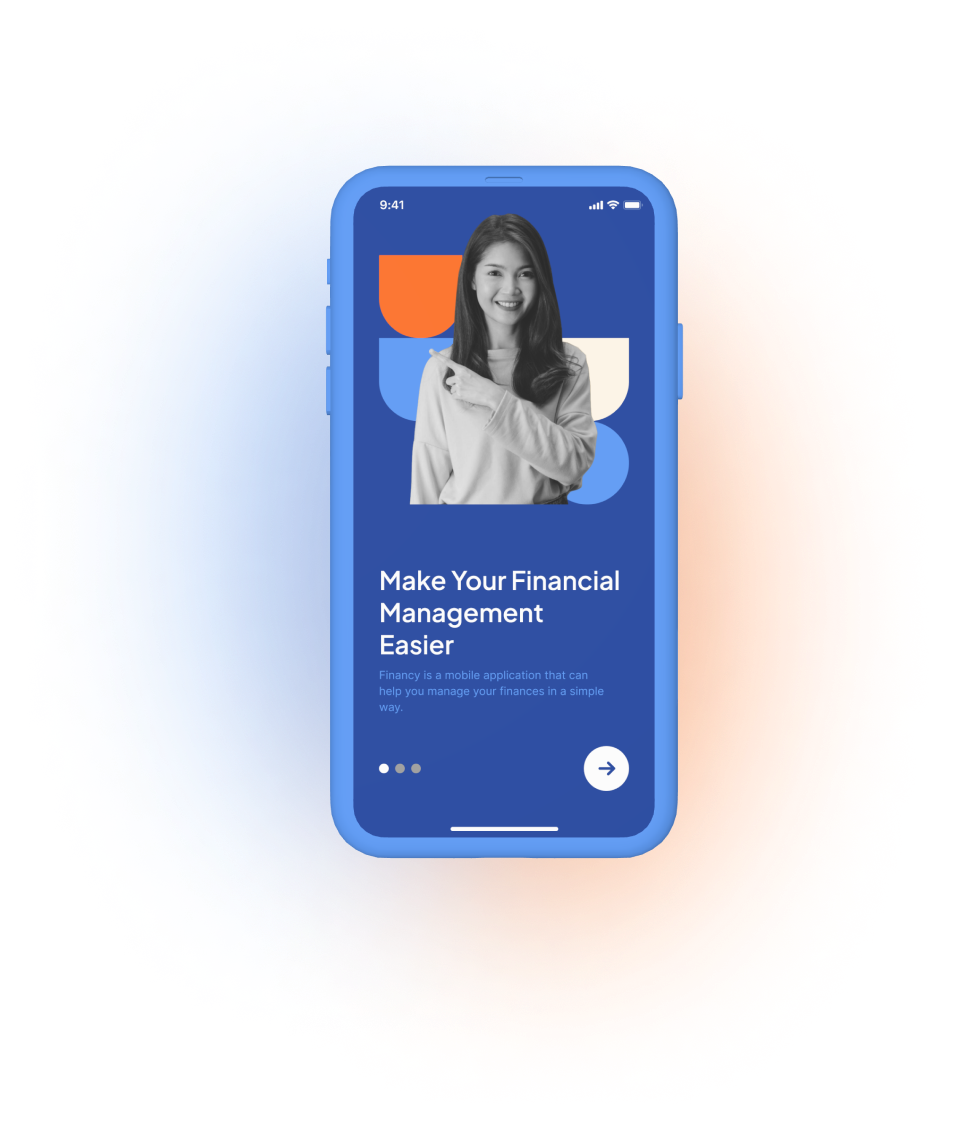 9:41
Make Your Financial
Management
Easier
Financy is a mobile application that can
help you manage your finances in a simple
way.